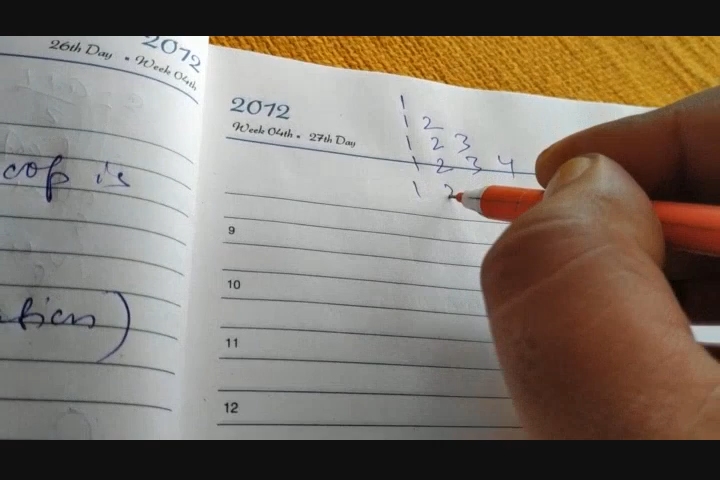 26th Day • 2012
Week 04th,
cop is
)
2012
Week 04th • 27th Day
1
1 2
1 2 3
1 2 3 4
1 2
9
10
11
12